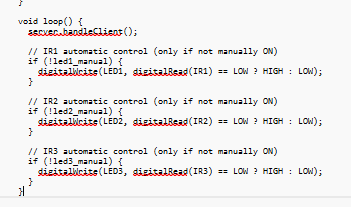 }
void loop() {
server.handleClient();
// IR1 automatic control (only if not manually ON)
if (!led1_manual) {
digitalWrite(LED1, digitalRead(IR1) == LOW ? HIGH : LOW);
}
// IR2 automatic control (only if not manually ON)
if (!led2_manual) {
digitalWrite(LED2, digitalRead(IR2) == LOW ? HIGH : LOW);
}
// IR3 automatic control (only if not manually ON)
if (!led3_manual) {
digitalWrite(LED3, digitalRead(IR3) == LOW ? HIGH : LOW);
}
}